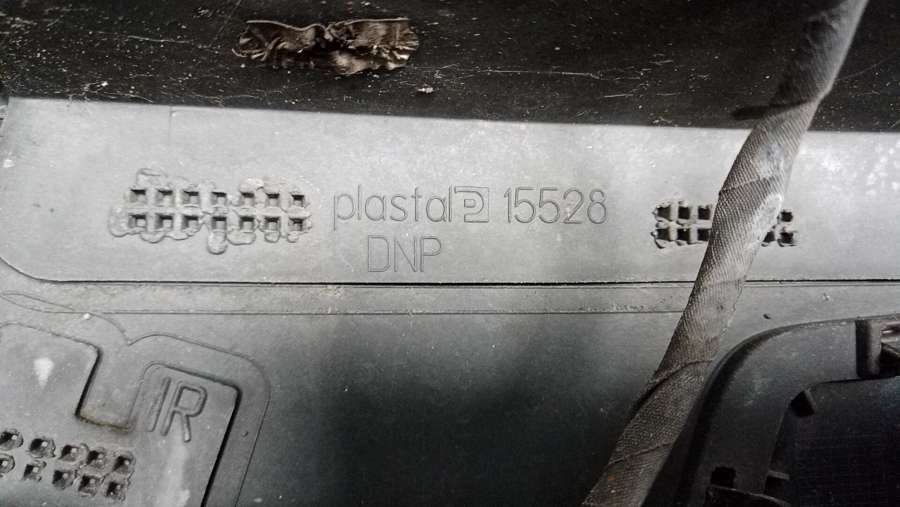 plastal 15528
DNP
IR